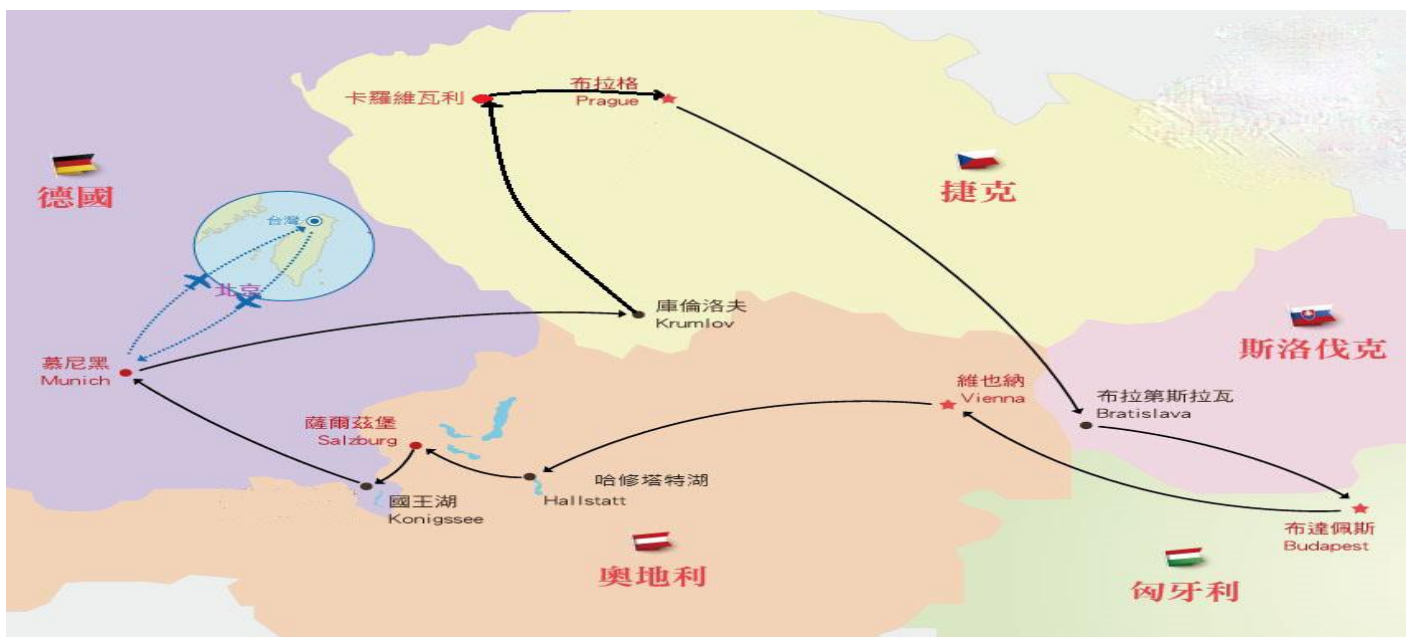 布拉格
Prague
卡羅維瓦利
德國
捷克
台灣
北京
庫倫洛夫
Krumlov
斯洛伐克
慕尼黑
Munich
維也納
Vienna
布拉第斯拉瓦
Bratislava
薩爾茲堡
Salzburg
哈修塔特湖
Hallstatt
國王湖
Konigssee
布達佩斯
Budapest
奧地利
匈牙利